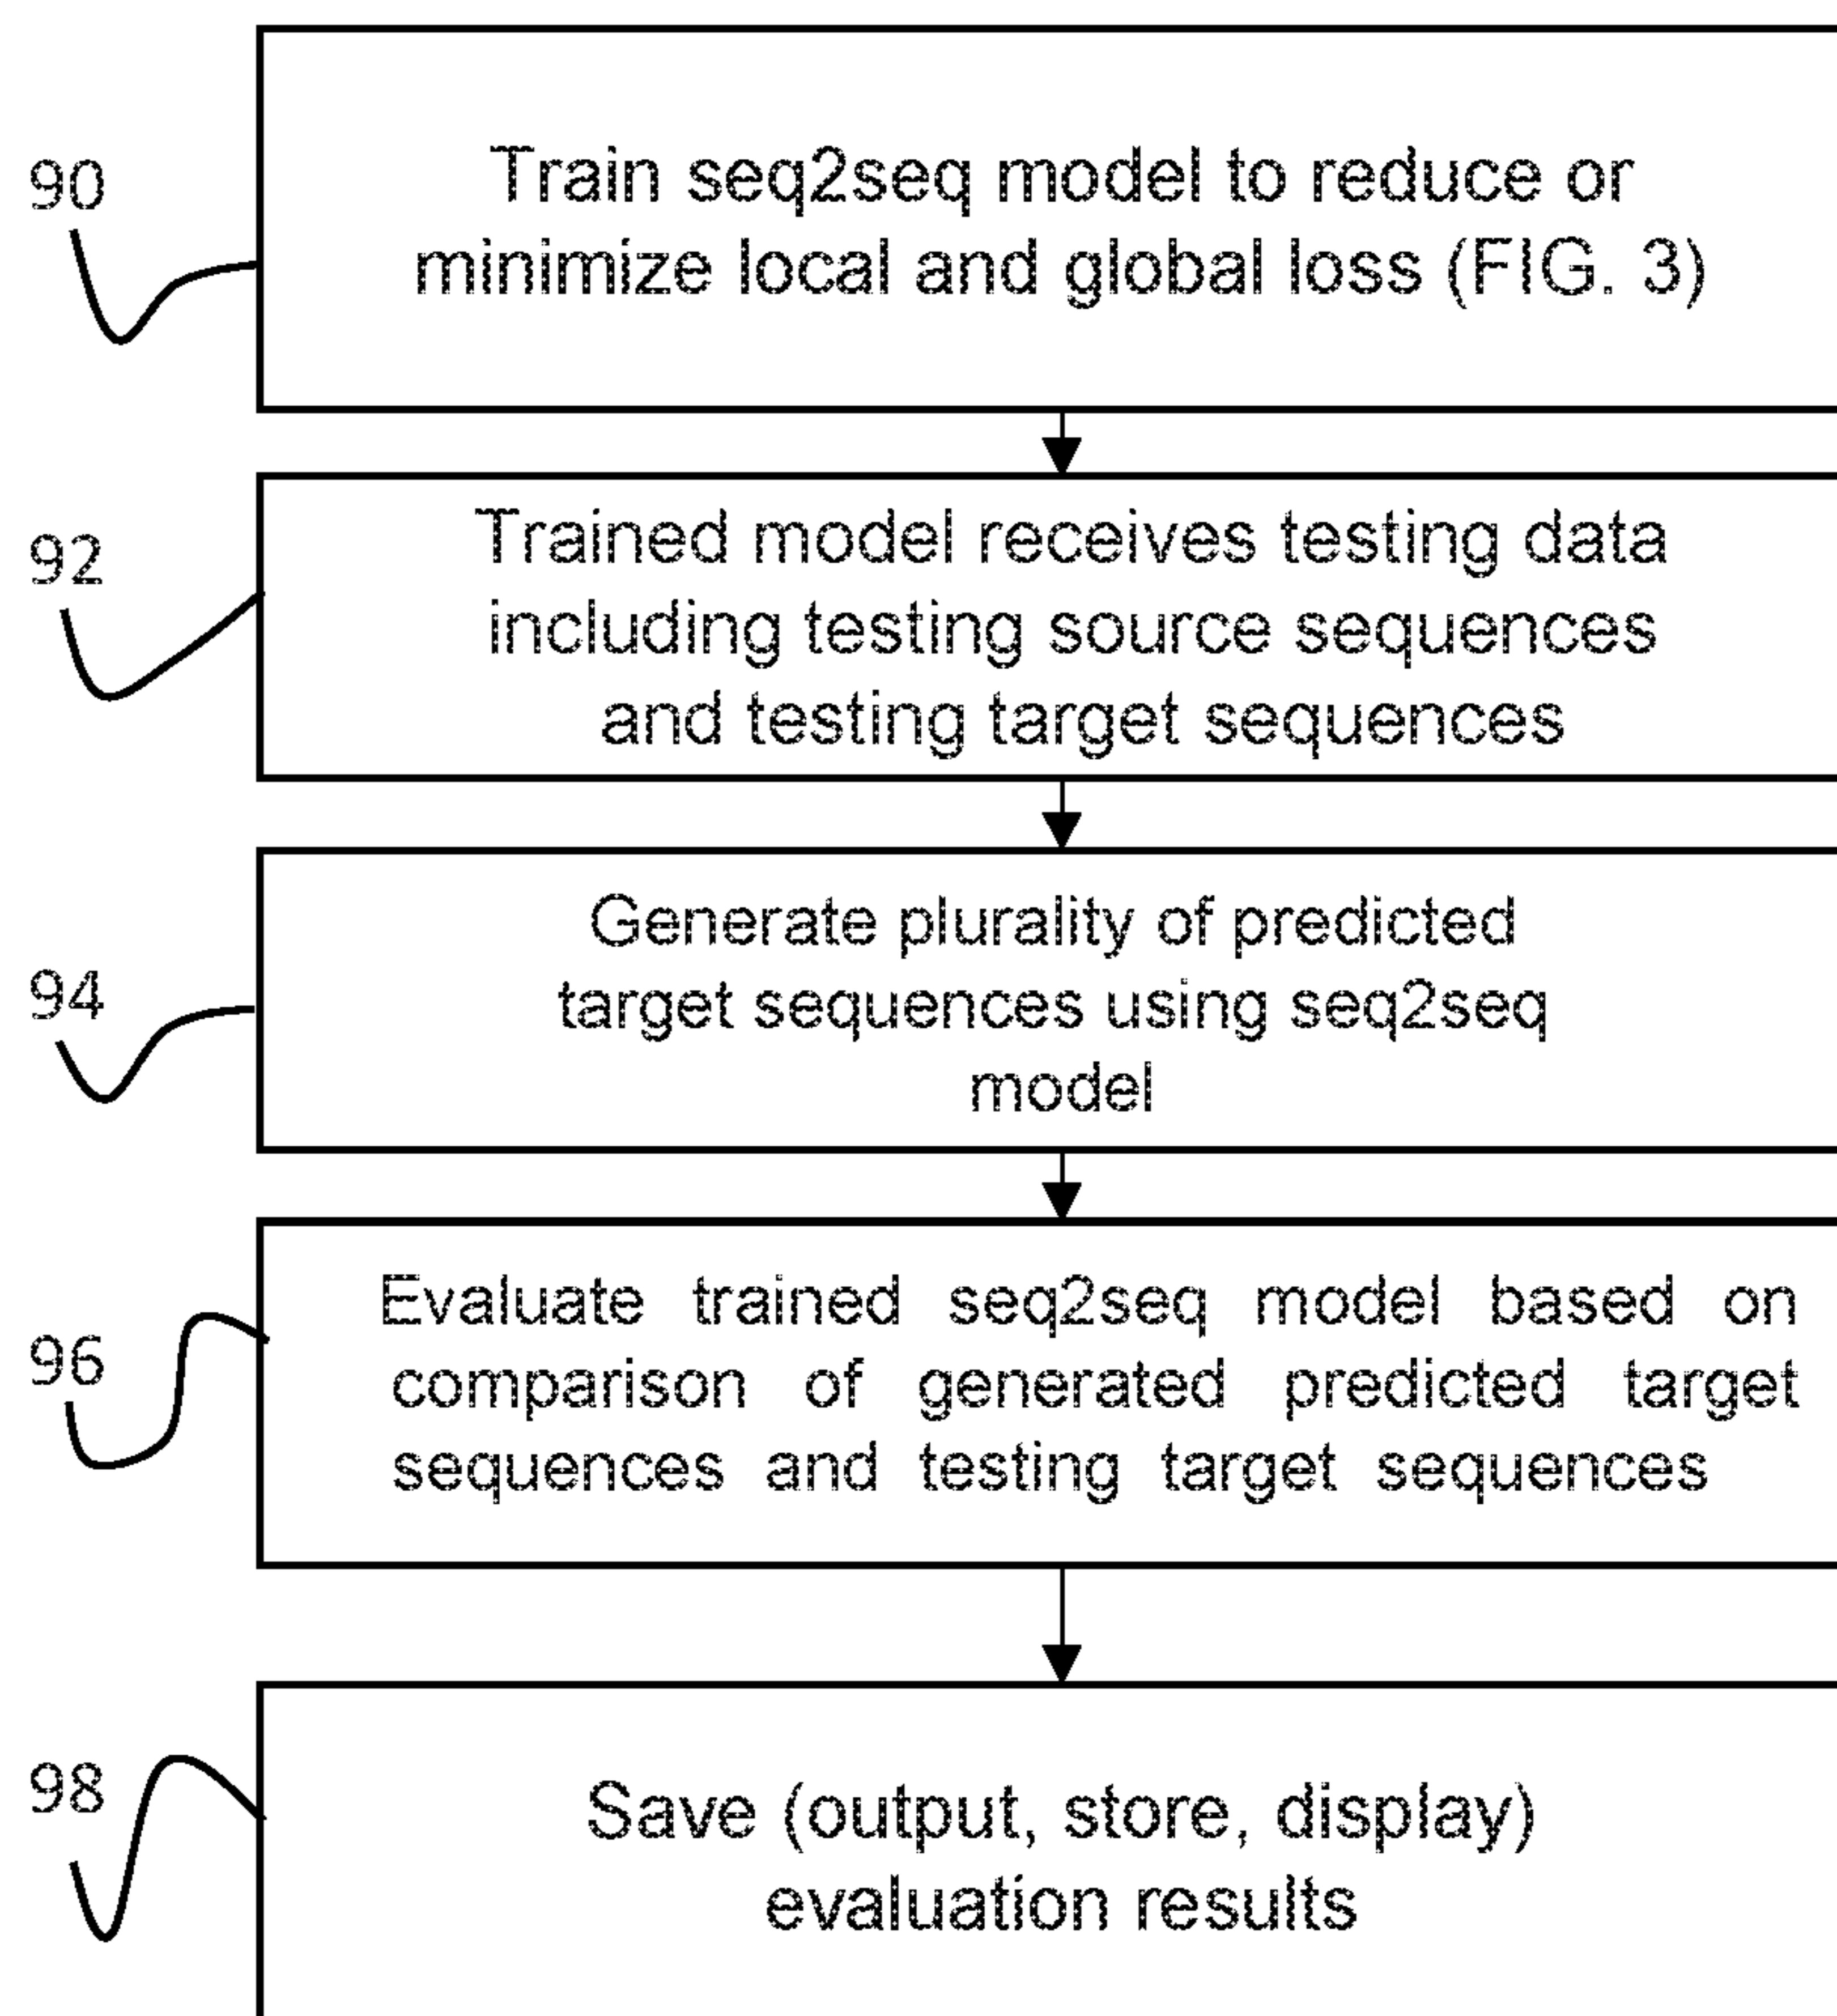 90
Train seq2seq model to reduce or
minimize local and global loss (FIG. 3)
92
Trained model receives testing data
including testing source sequences
and testing target sequences
94
Generate plurality of predicted
target sequences using seq2seq
model
96
Evaluate trained seq2seq model based on
comparison of generated predicted target
sequences and testing target sequences
98
Save (output, store, display)
evaluation results